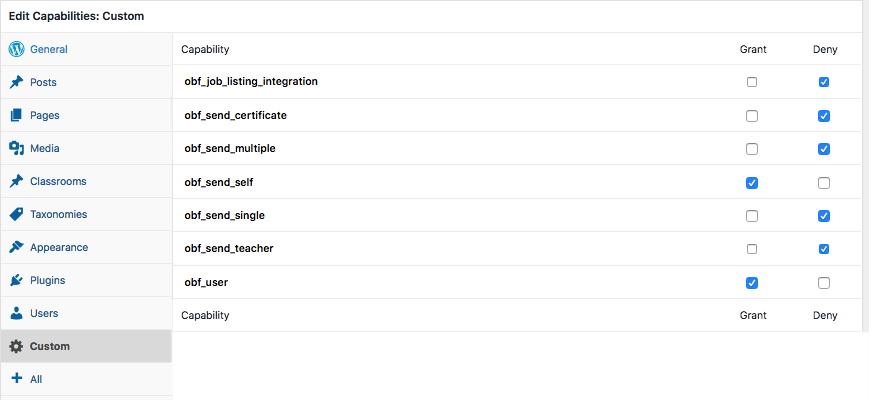 Edit Capabilities: Custom
General
Posts
Pages
Media
Classrooms
Taxonomies
Appearance
Plugins
Users
Custom
All
Capability Grant Deny
obf_job_listing_integration
obf_send_certificate
obf_send_multiple
obf_send_self
obf_send_single
obf_send_teacher
obf_user
Capability Grant Deny